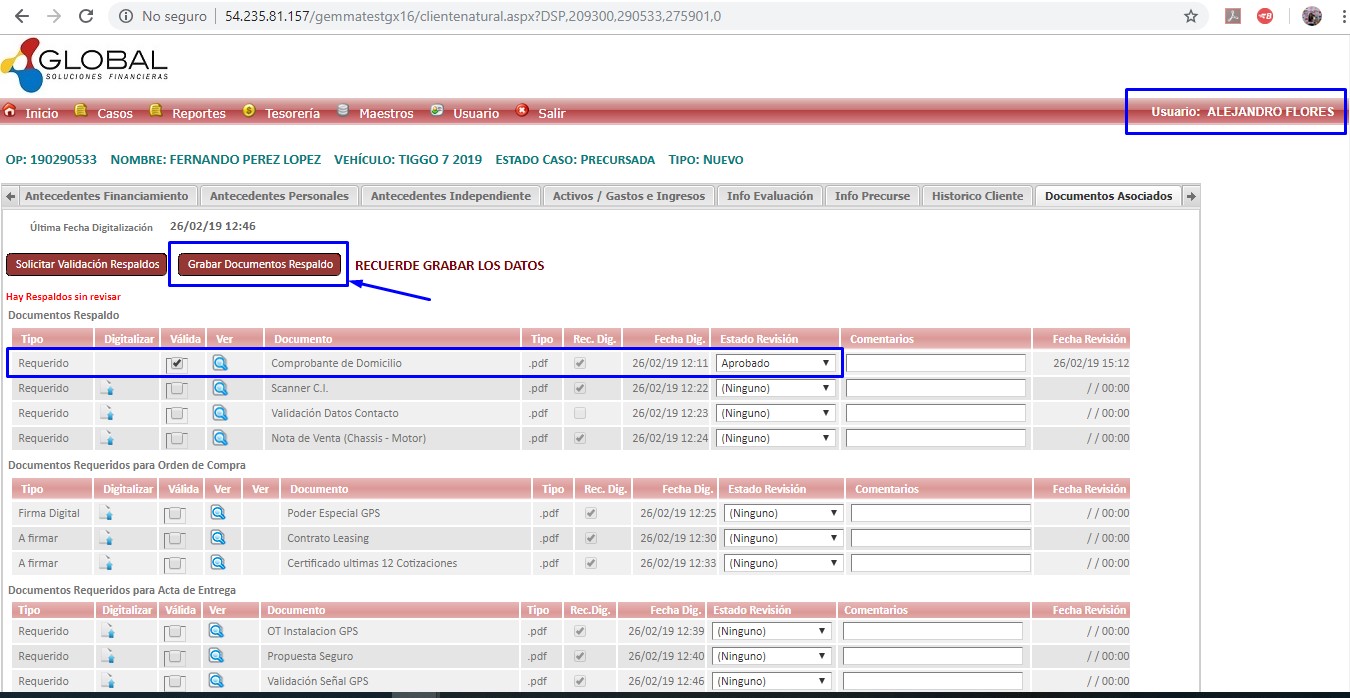 No seguro | 54.235.81.157/gemmatestgx16/clientenatural.aspx?DSP,209300,290533,275901,0
GLOBAL
SOLUCIONES FINANCIERAS
Inicio Casos Reportes Tesorería Maestros Usuario Salir Usuario: ALEJANDRO FLORES
OP: 190290533 NOMBRE: FERNANDO PEREZ LOPEZ VEHÍCULO: TIGGO 7 2019 ESTADO CASO: PRECURSADA TIPO: NUEVO
Antecedentes Financiamiento Antecedentes Personales Antecedentes Independiente Activos / Gastos e Ingresos Info Evaluación Info Precurse Historico Cliente Documentos Asociados
Última Fecha Digitalización 26/02/19 12:46
Solicitar Validación Respaldos Grabar Documentos Respaldo RECUERDE GRABAR LOS DATOS
Hay Respaldos sin revisar
Documentos Respaldo
Tipo Digitalizar Válida Ver Documento Tipo Rec. Dig. Fecha Dig. Estado Revisión Comentarios Fecha Revisión
Requerido Comprobante de Domicilio .pdf 26/02/19 12:11 Aprobado 26/02/19 15:12
Requerido Scanner C.I. .pdf 26/02/19 12:22 (Ninguno) / / 00:00
Requerido Validación Datos Contacto .pdf 26/02/19 12:23 (Ninguno) / / 00:00
Requerido Nota de Venta (Chassis - Motor) .pdf 26/02/19 12:24 (Ninguno) / / 00:00
Documentos Requeridos para Orden de Compra
Tipo Digitalizar Válida Ver Ver Documento Tipo Rec. Dig. Fecha Dig. Estado Revisión Comentarios Fecha Revisión
Firma Digital Poder Especial GPS .pdf 26/02/19 12:25 (Ninguno) / / 00:00
A firmar Contrato Leasing .pdf 26/02/19 12:30 (Ninguno) / / 00:00
A firmar Certificado ultimas 12 Cotizaciones .pdf 26/02/19 12:33 (Ninguno) / / 00:00
Documentos Requeridos para Acta de Entrega
Tipo Digitalizar Válida Ver Documento Tipo Rec.Dig. Fecha Dig. Estado Revisión Comentarios Fecha Revisión
Requerido OT Instalacion GPS .pdf 26/02/19 12:39 (Ninguno) / / 00:00
Requerido Propuesta Seguro .pdf 26/02/19 12:40 (Ninguno) / / 00:00
Requerido Validación Señal GPS .pdf 26/02/19 12:46 (Ninguno) / / 00:00